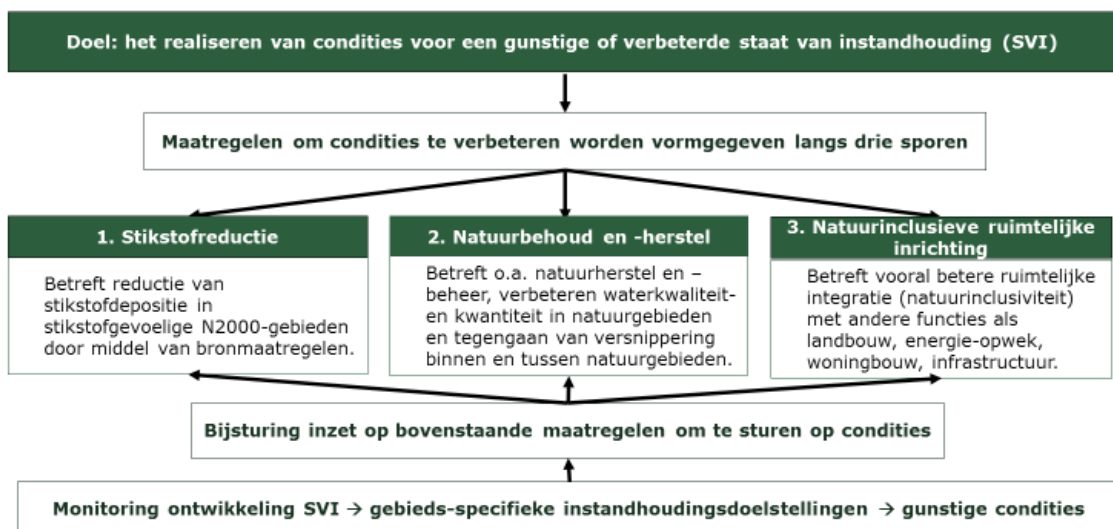 Doel: het realiseren van condities voor een gunstige of verbeterde staat van instandhouding (SVI)
Maatregelen om condities te verbeteren worden vormgegeven langs drie sporen
1. Stikstofreductie
Betreft reductie van
stikstofdepositie in
stikstofgevoelige N2000-gebieden
door middel van bronmaatregelen.
2. Natuurbehoud en -herstel
Betreft o.a. natuurherstel en –
beheer, verbeteren waterkwaliteit-
en kwantiteit in natuurgebieden
en tegengaan van versnippering
binnen en tussen natuurgebieden.
3. Natuurinclusieve ruimtelijke
inrichting
Betreft vooral betere ruimtelijke
integratie (natuurinclusiviteit)
met andere functies als
landbouw, energie-opwek,
woningbouw, infrastructuur.
Bijsturing inzet op bovenstaande maatregelen om te sturen op condities
Monitoring ontwikkeling SVI → gebieds-specifieke instandhoudingsdoelstellingen → gunstige condities